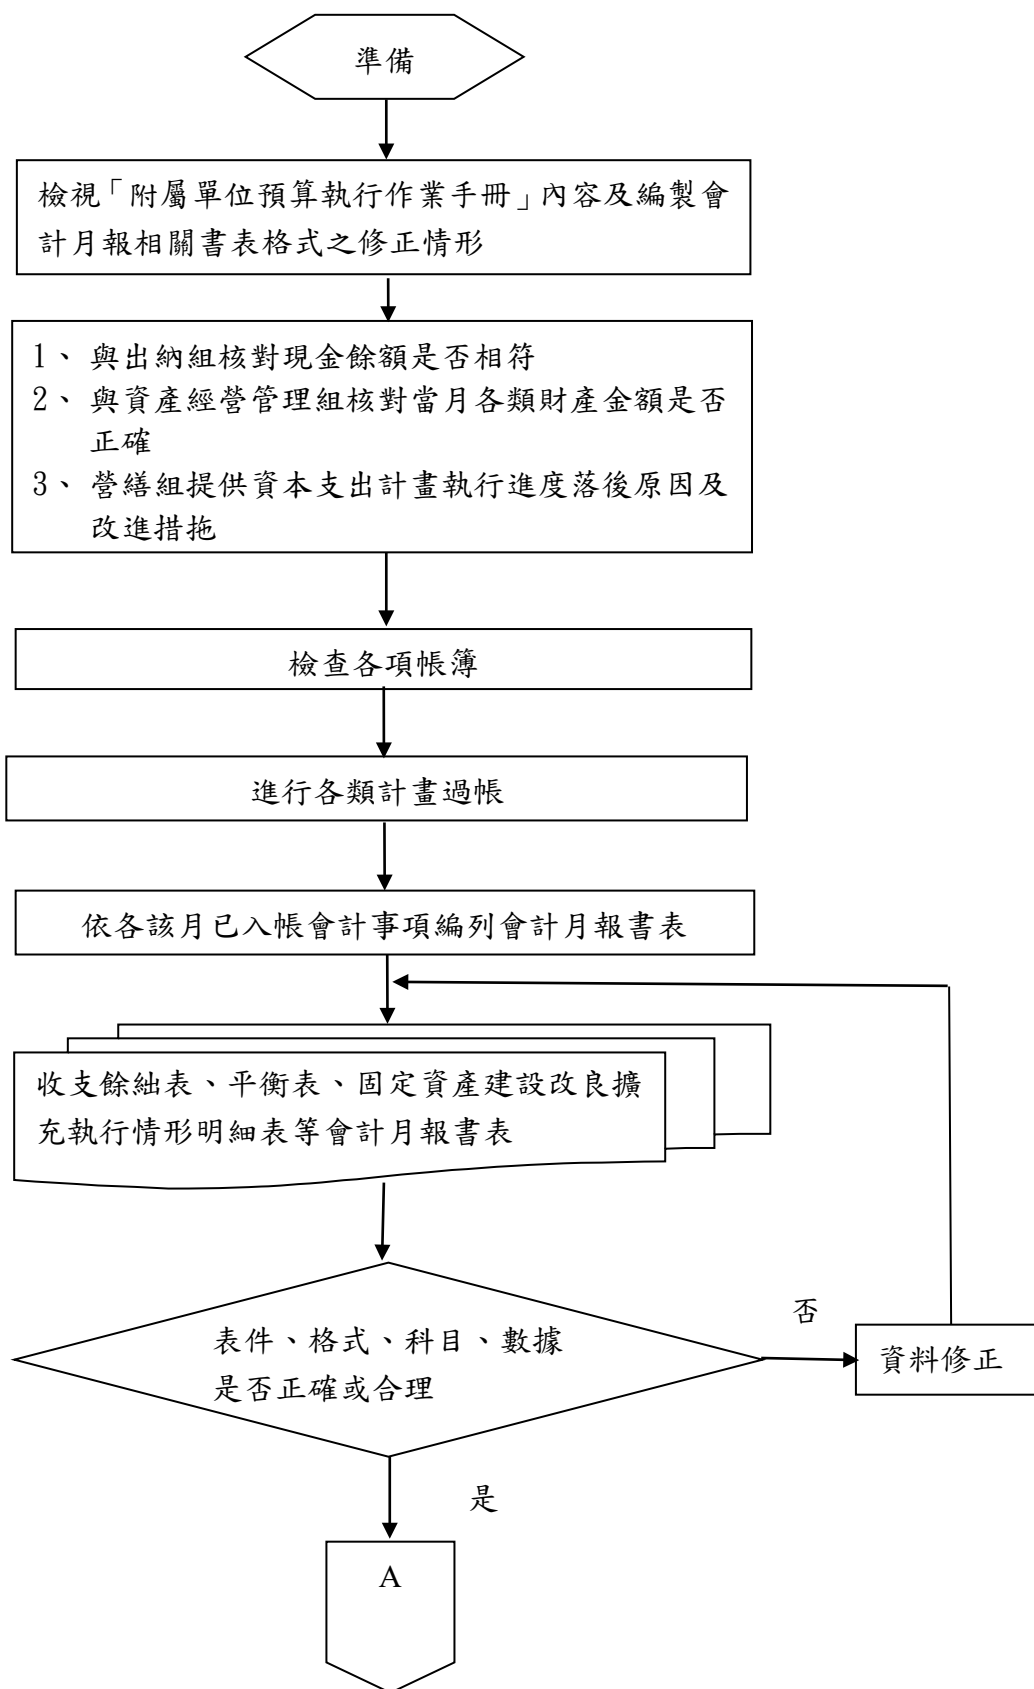 準備
檢視「附屬單位預算執行作業手冊」內容及編製會
計月報相關書表格式之修正情形
1、 與出納組核對現金餘額是否相符
2、 與資產經營管理組核對當月各類財產金額是否
正確
3、 營繕組提供資本支出計畫執行進度落後原因及
改進措拖
檢查各項帳簿
進行各類計畫過帳
依各該月已入帳會計事項編列會計月報書表
收支餘絀表、平衡表、固定資產建設改良擴
充執行情形明細表等會計月報書表
表件、格式、科目、數據
是否正確或合理
否
資料修正
是
A